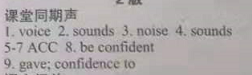 课堂同期声
1. voice 2. sounds 3. noise 4. sounds
5-7 ACC 8. be confident
9. gave; confidence to